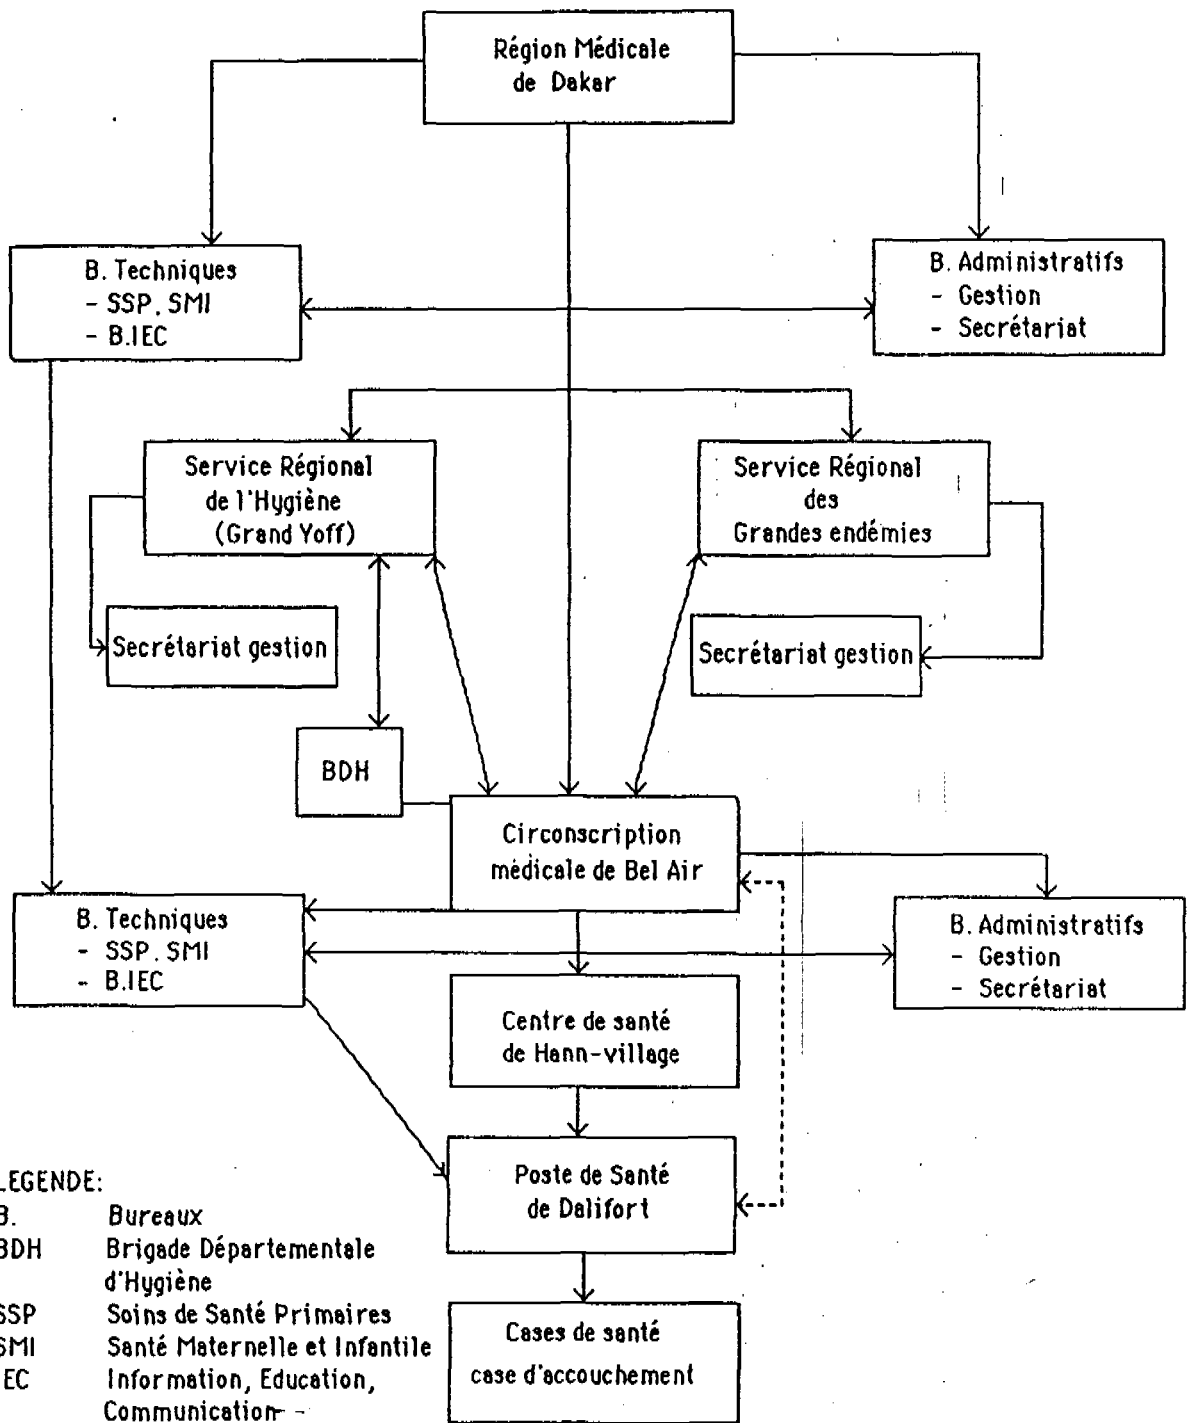 Région Médicale
de Dakar
B. Techniques
- SSP. SMI
- B.IEC
B. Administratifs
- Gestion
- Secrétariat
Service Régional
de l'Hygiène
(Grand Yoff)
Service Régional
des
Grandes endémies
Secrétariat gestion
Secrétariat gestion
BDH
Circonscription
médicale de Bel Air
B. Techniques
- SSP. SMI
- B.IEC
B. Administratifs
- Gestion
- Secrétariat
Centre de santé
de Hann-village
Poste de Santé
de Dalifort
Cases de santé
case d'accouchement
LEGENDE:
B. Bureaux
BDH Brigade Départementale
d'Hygiène
SSP Soins de Santé Primaires
SMI Santé Maternelle et Infantile
IEC Information, Education,
Communication